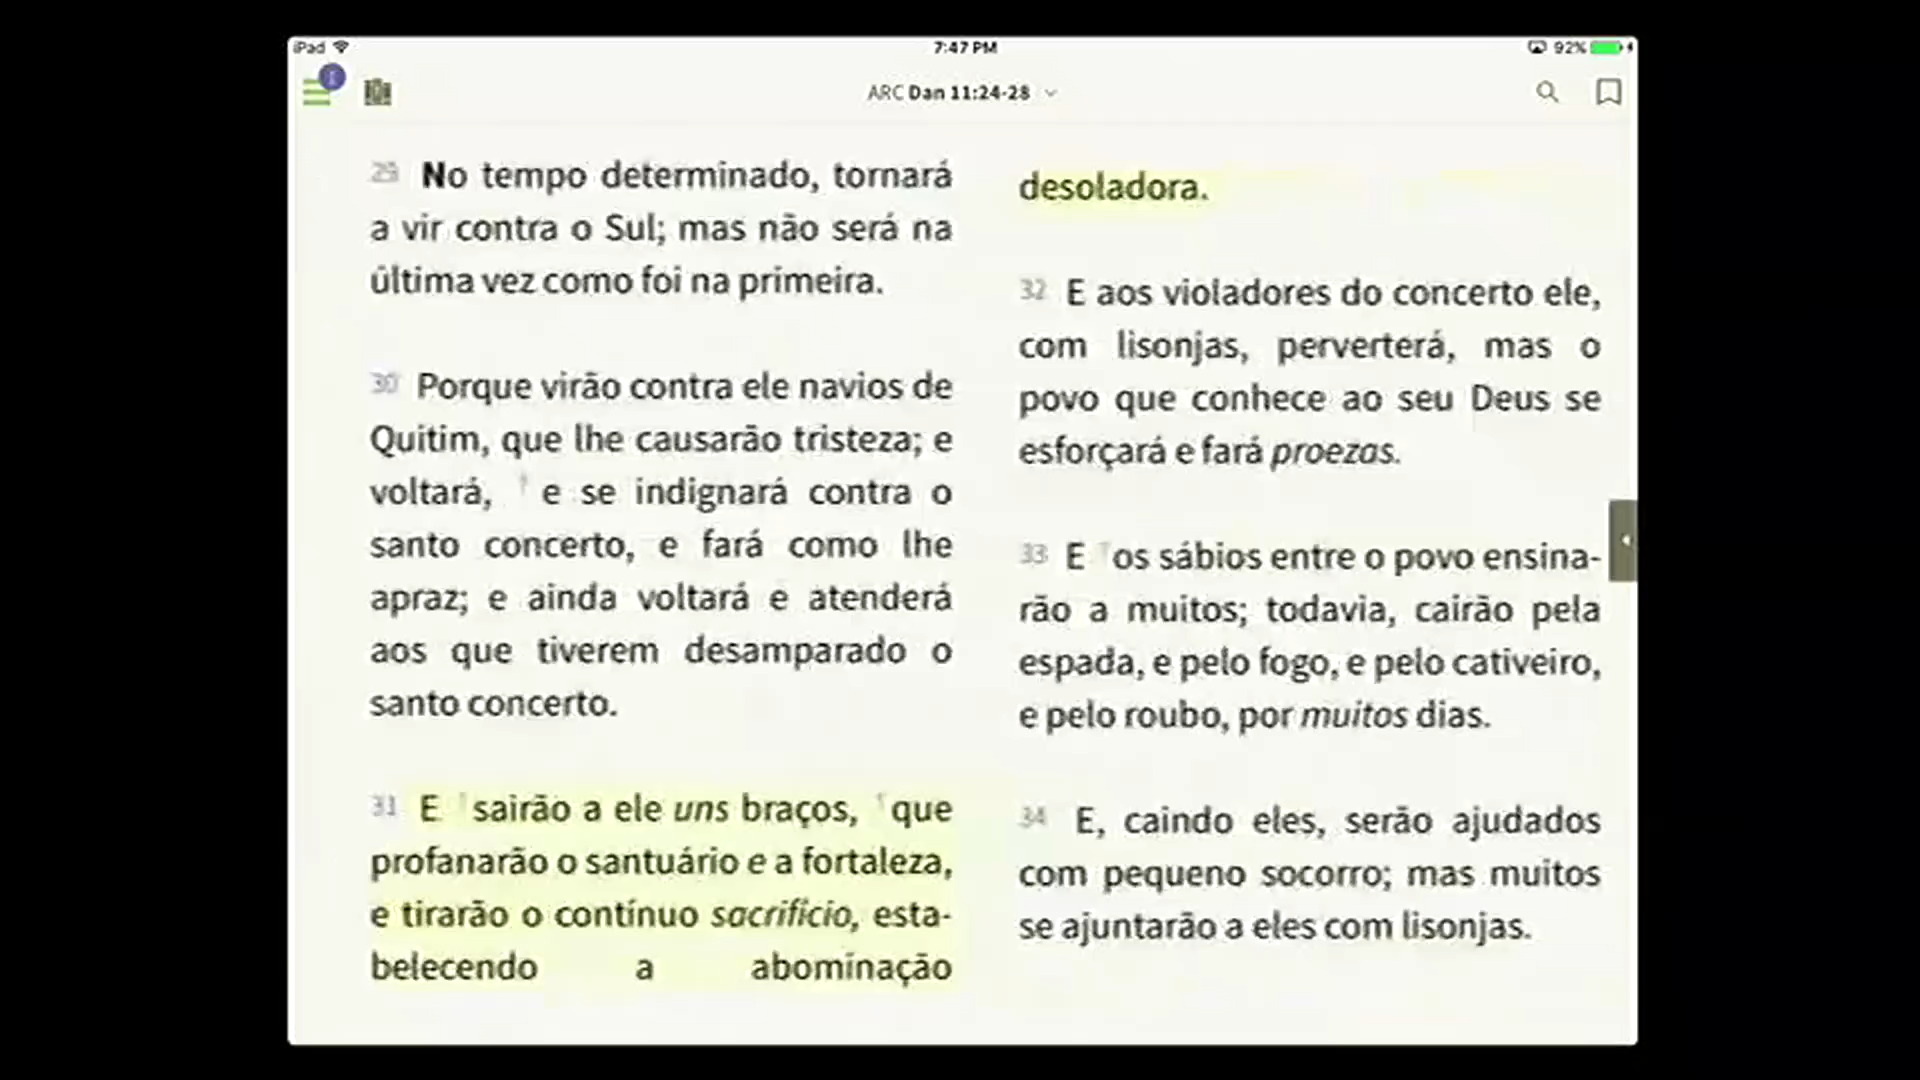 iPad
7:47 PM
92%
ARC Dan 11:24-28
29 No tempo determinado, tornará
a vir contra o Sul; mas não será na
última vez como foi na primeira.
30 Porque virão contra ele navios de
Quitim, que lhe causarão tristeza; e
voltará, e se indignará contra o
santo concerto, e fará como lhe
apraz; e ainda voltará e atenderá
aos que tiverem desamparado o
santo concerto.
31 E sairão a ele uns braços, que
profanarão o santuário e a fortaleza,
e tirarão o contínuo sacrifício, esta-
belecendo a abominação
desoladora.
32 E aos violadores do concerto ele,
com lisonjas, perverterá, mas o
povo que conhece ao seu Deus se
esforçará e fará proezas.
33 E os sábios entre o povo ensina-
rão a muitos; todavia, cairão pela
espada, e pelo fogo, e pelo cativeiro,
e pelo roubo, por muitos dias.
34 E, caindo eles, serão ajudados
com pequeno socorro; mas muitos
se ajuntarão a eles com lisonjas.